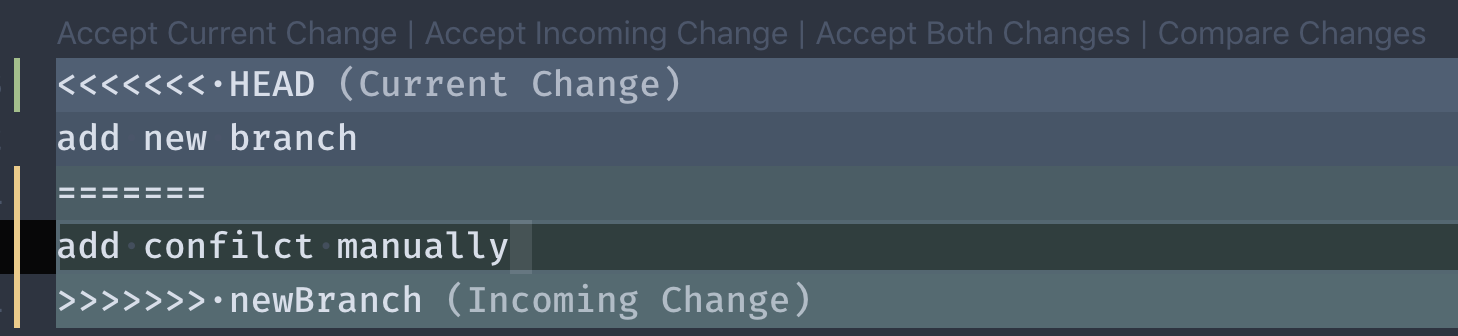 Accept Current Change | Accept Incoming Change | Accept Both Changes | Compare Changes
<<<<<<<·HEAD (Current Change)
add new branch
=======
add·confilct·manually
>>>>>>>·newBranch (Incoming Change)